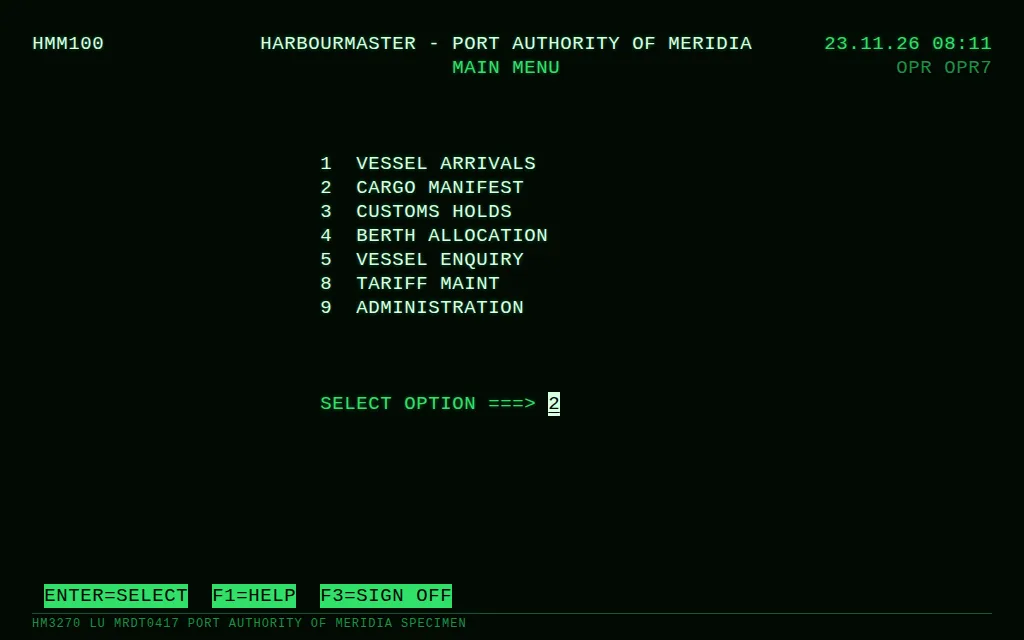 HMM100 HARBOURMASTER - PORT AUTHORITY OF MERIDIA 23.11.26 08:11
MAIN MENU OPR OPR7
1 VESSEL ARRIVALS
2 CARGO MANIFEST
3 CUSTOMS HOLDS
4 BERTH ALLOCATION
5 VESSEL ENQUIRY
8 TARIFF MAINT
9 ADMINISTRATION
SELECT OPTION ===> 2
ENTER=SELECT F1=HELP F3=SIGN OFF
HM3270 LU MRDT0417 PORT AUTHORITY OF MERIDIA SPECIMEN